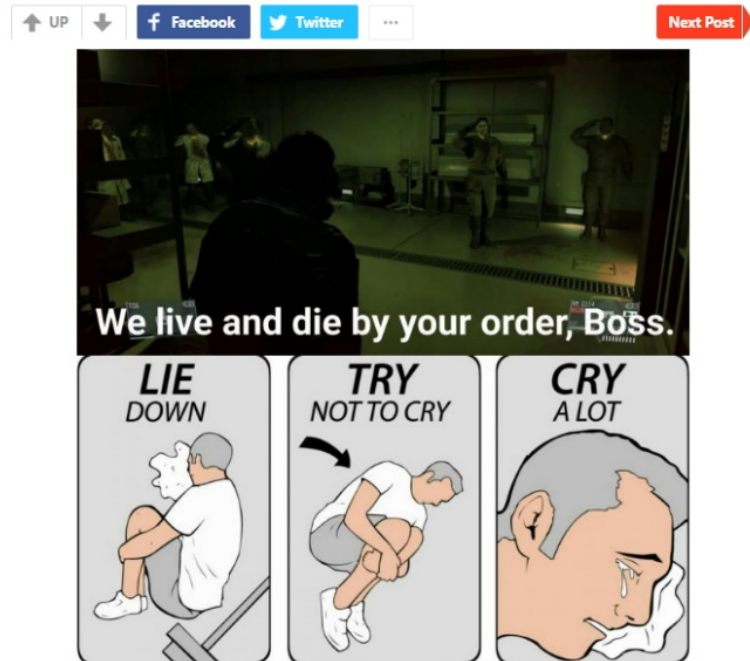 UP
Facebook
Twitter
Next Post
We live and die by your order, Boss.
LIE
DOWN
TRY
NOT TO CRY
CRY
A LOT